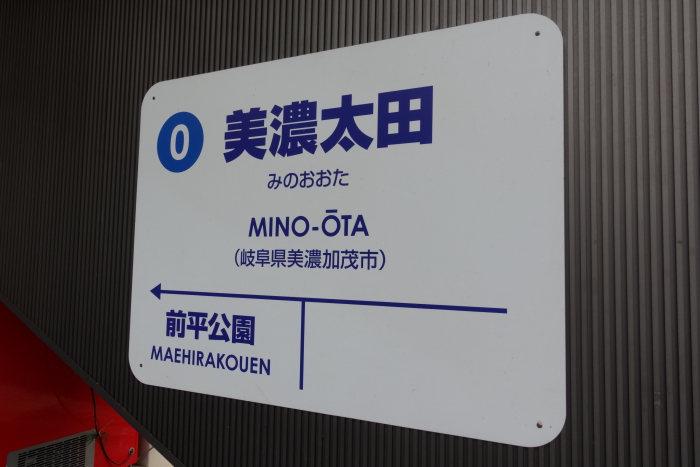 0 美濃太田
みのおおた
MINO-ŌTA
(岐阜県美濃加茂市)
前平公園
MAEHIRAKOUEN